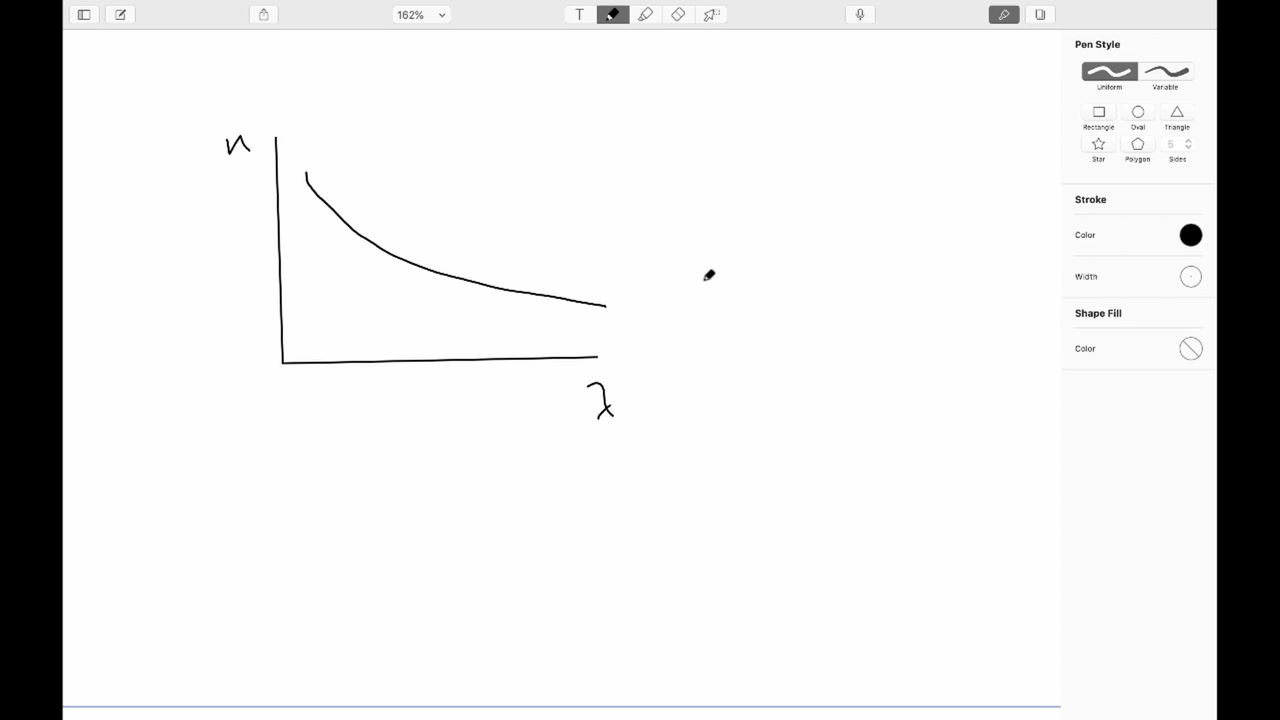 162%
T
Pen Style
Uniform
Variable
Rectangle
Oval
Triangle
5
Star
Polygon
Sides
Stroke
Color
Width
Shape Fill
Color
n
λ